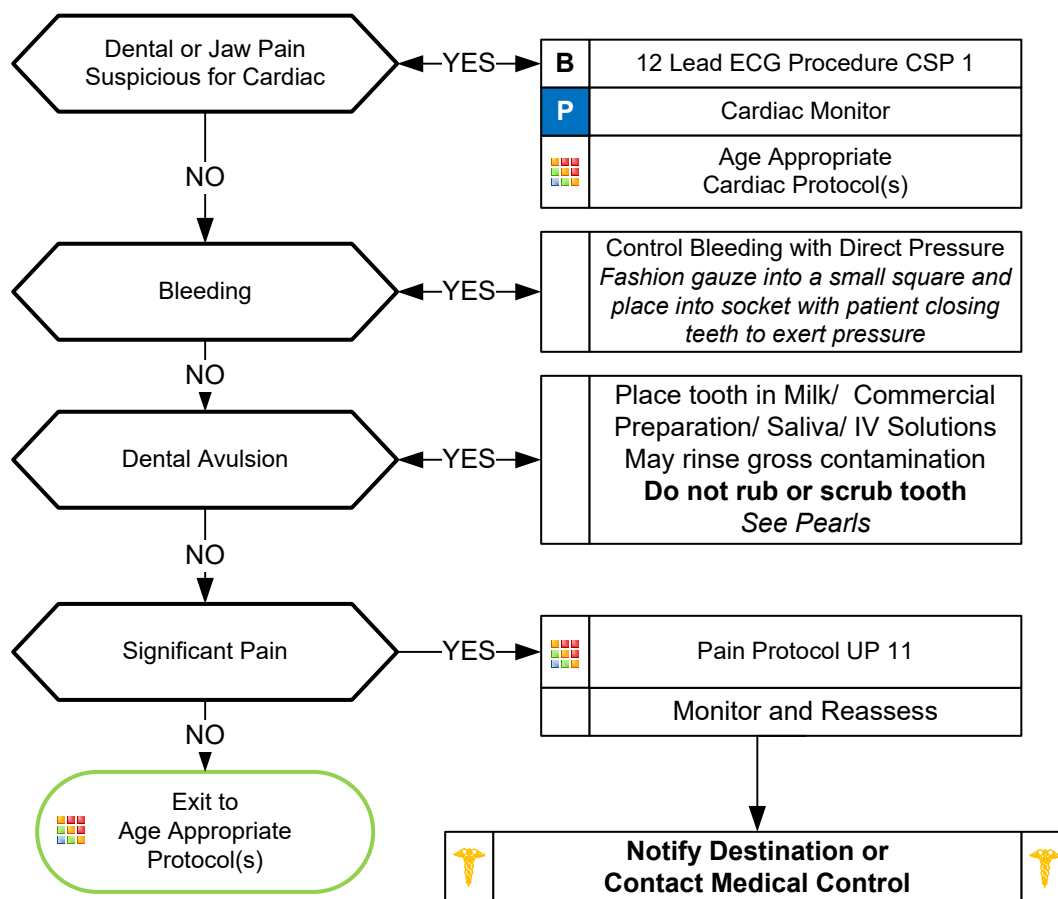 Dental or Jaw Pain
Suspicious for Cardiac
YES
B
12 Lead ECG Procedure CSP 1
P
Cardiac Monitor
Age Appropriate
Cardiac Protocol(s)
NO
Bleeding
YES
Control Bleeding with Direct Pressure
Fashion gauze into a small square and
place into socket with patient closing
teeth to exert pressure
NO
Dental Avulsion
YES
Place tooth in Milk/ Commercial
Preparation/ Saliva/ IV Solutions
May rinse gross contamination
Do not rub or scrub tooth
See Pearls
NO
Significant Pain
YES
Pain Protocol UP 11
Monitor and Reassess
NO
Exit to
Age Appropriate
Protocol(s)
Notify Destination or
Contact Medical Control